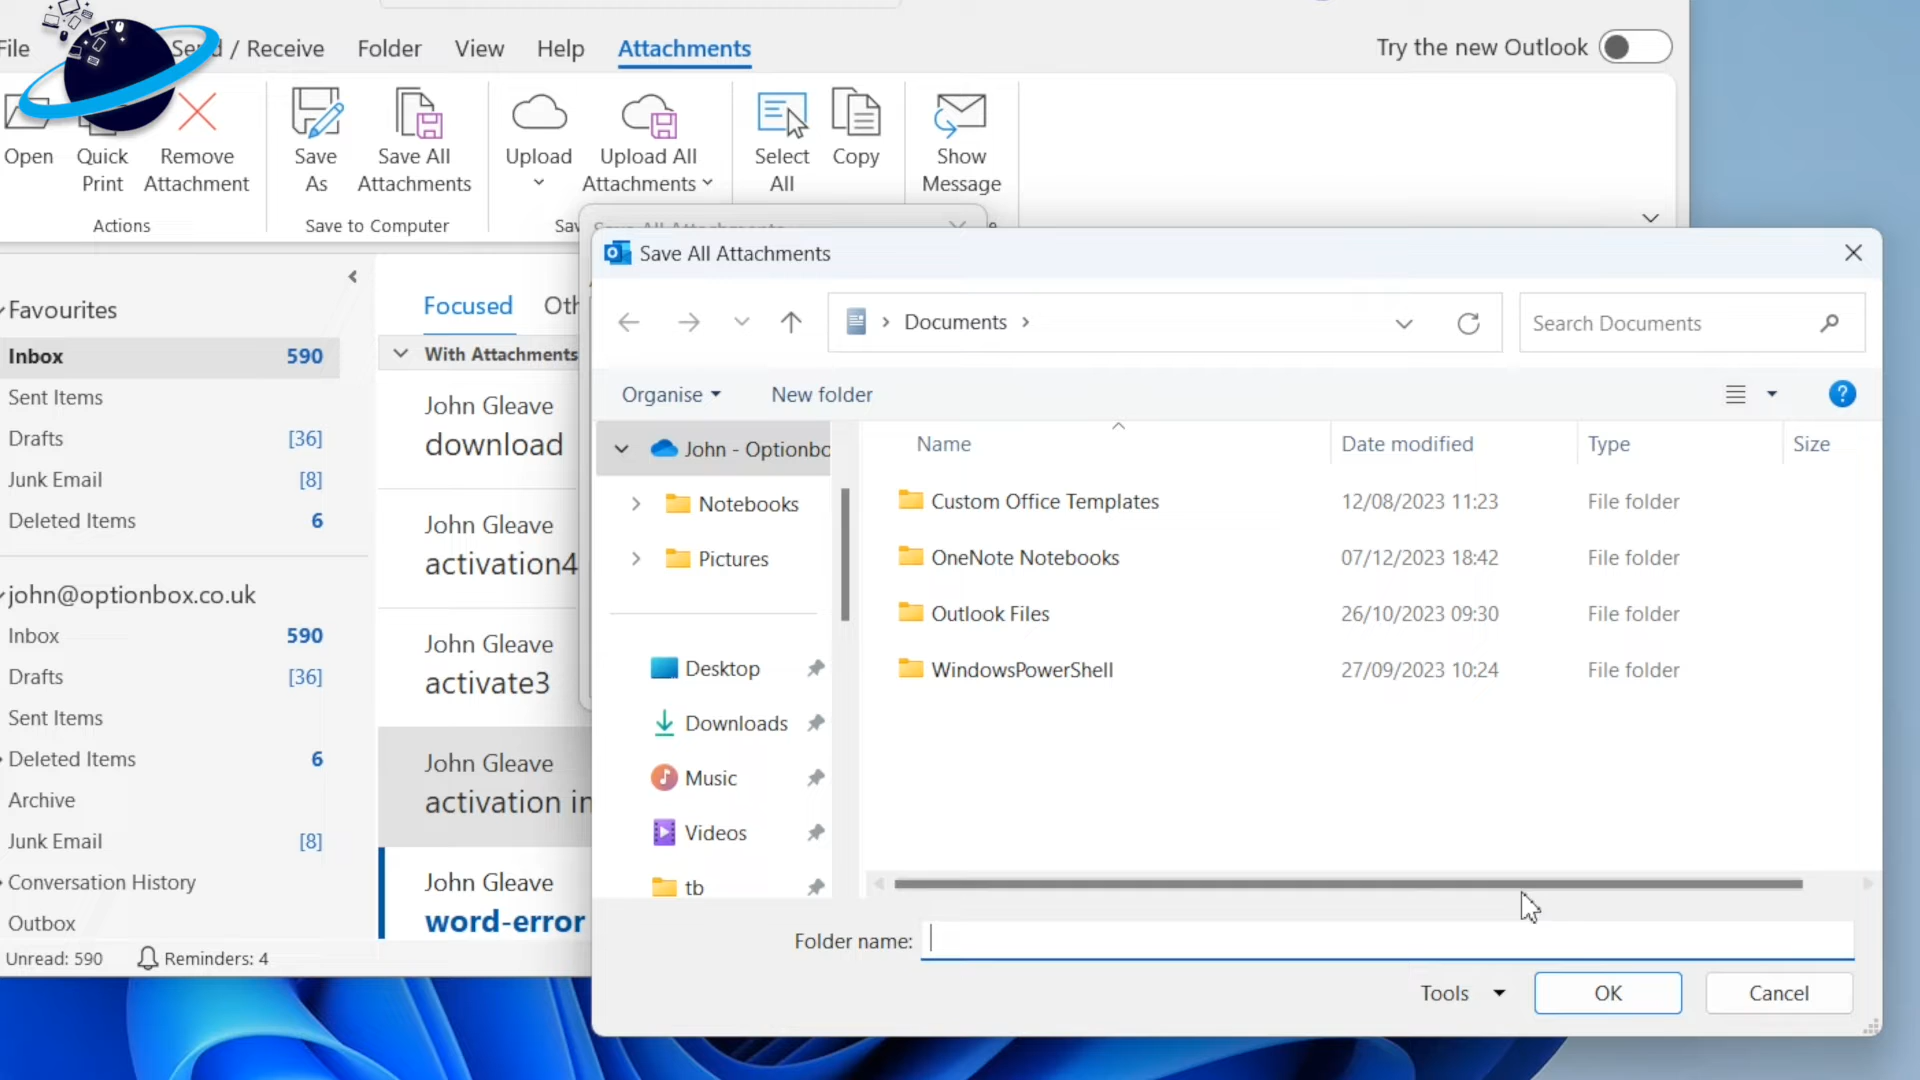 File
Send / Receive
Folder
View
Help
Attachments
Try the new Outlook
Open
Quick
Print
Remove
Attachment
Save
As
Save All
Attachments
Upload
Upload All
Attachments
Select
All
Copy
Show
Message
Actions
Save to Computer
Save All Attachments
Save All Attachments
Documents
Search Documents
Organise
New folder
Favourites
Inbox 590
Sent Items
Drafts [36]
Junk Email [8]
Deleted Items 6
john@optionbox.co.uk
Inbox 590
Drafts [36]
Sent Items
Deleted Items 6
Archive
Junk Email [8]
Conversation History
Outbox
Unread: 590
Reminders: 4
Focused
With Attachments
John Gleave
download
John Gleave
activation4
John Gleave
activate3
John Gleave
activation
John Gleave
word-error
John - Optionbo
Notebooks
Pictures
Desktop
Downloads
Music
Videos
tb
Name Date modified Type Size
Custom Office Templates 12/08/2023 11:23 File folder
OneNote Notebooks 07/12/2023 18:42 File folder
Outlook Files 26/10/2023 09:30 File folder
WindowsPowerShell 27/09/2023 10:24 File folder
Folder name:
Tools
OK
Cancel